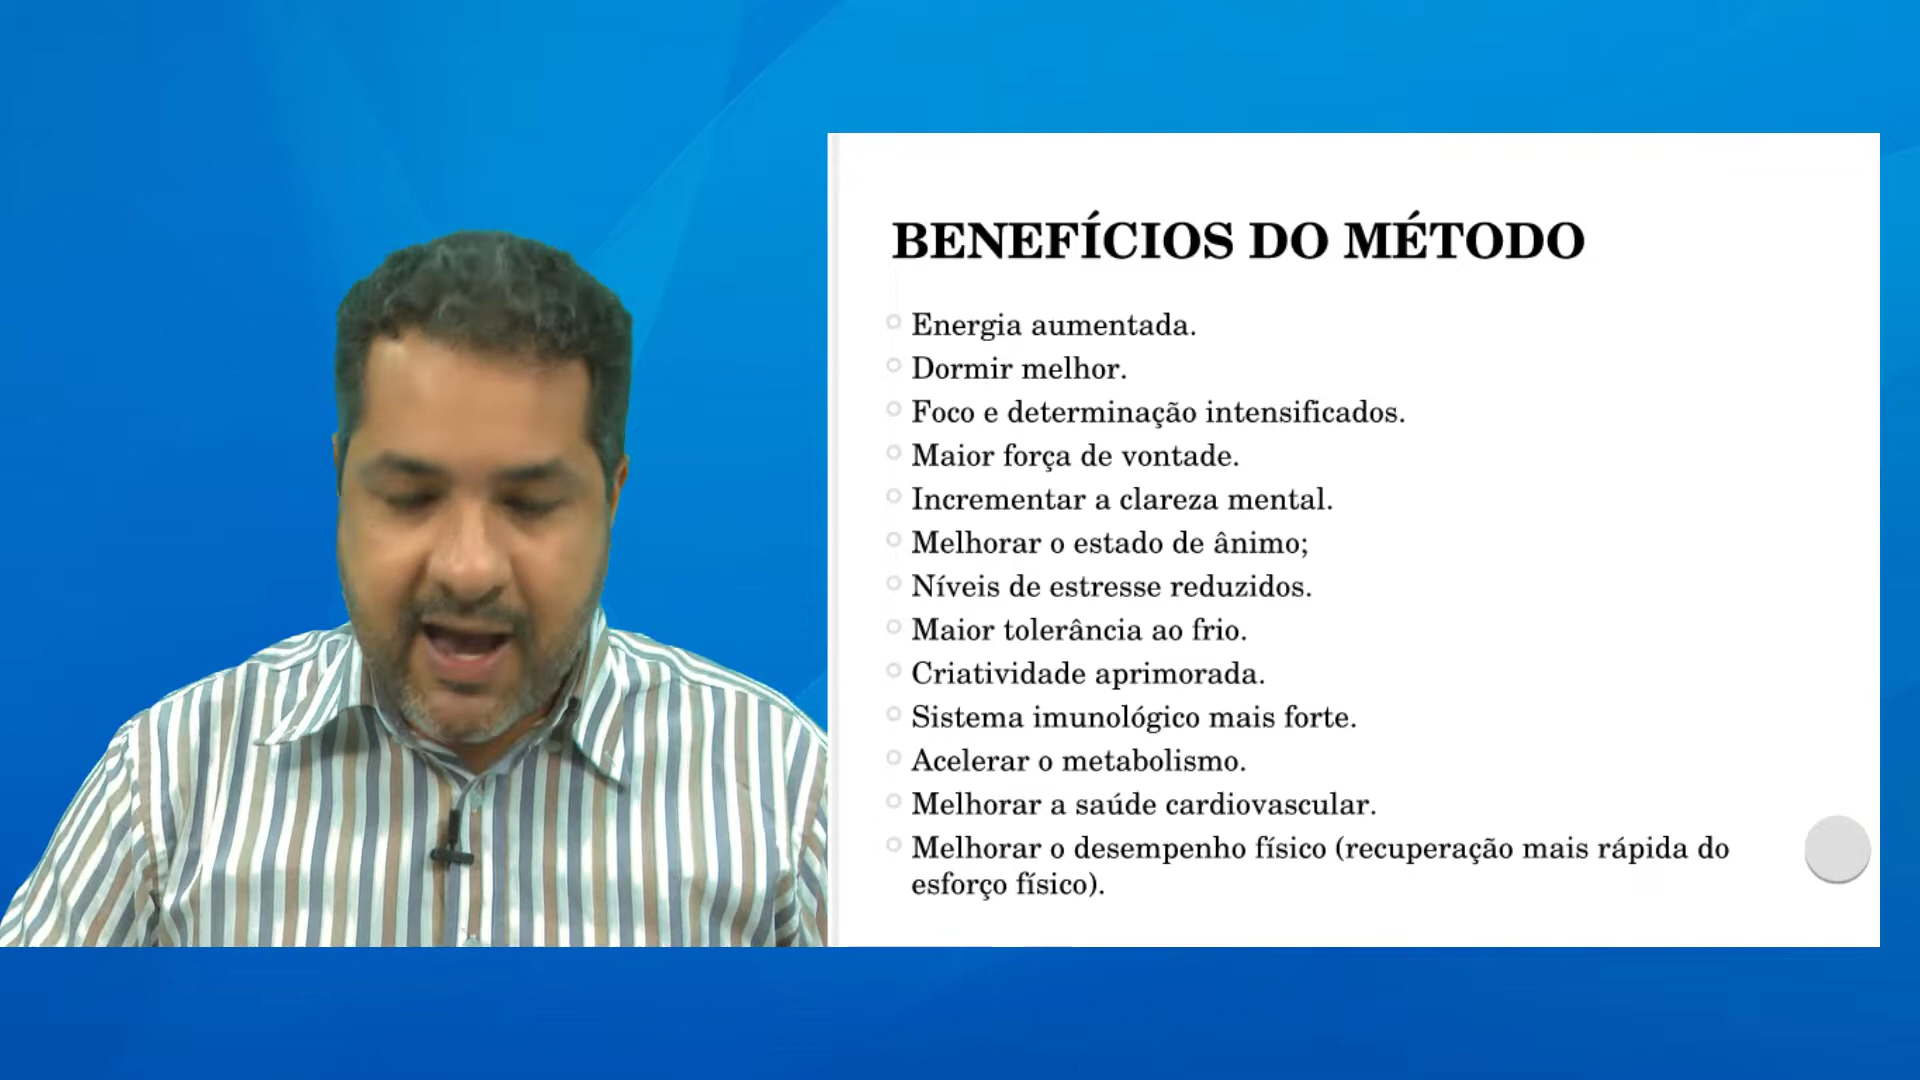 BENEFÍCIOS DO MÉTODO
Energia aumentada.
Dormir melhor.
Foco e determinação intensificados.
Maior força de vontade.
Incrementar a clareza mental.
Melhorar o estado de ânimo;
Níveis de estresse reduzidos.
Maior tolerância ao frio.
Criatividade aprimorada.
Sistema imunológico mais forte.
Acelerar o metabolismo.
Melhorar a saúde cardiovascular.
Melhorar o desempenho físico (recuperação mais rápida do
esforço físico).